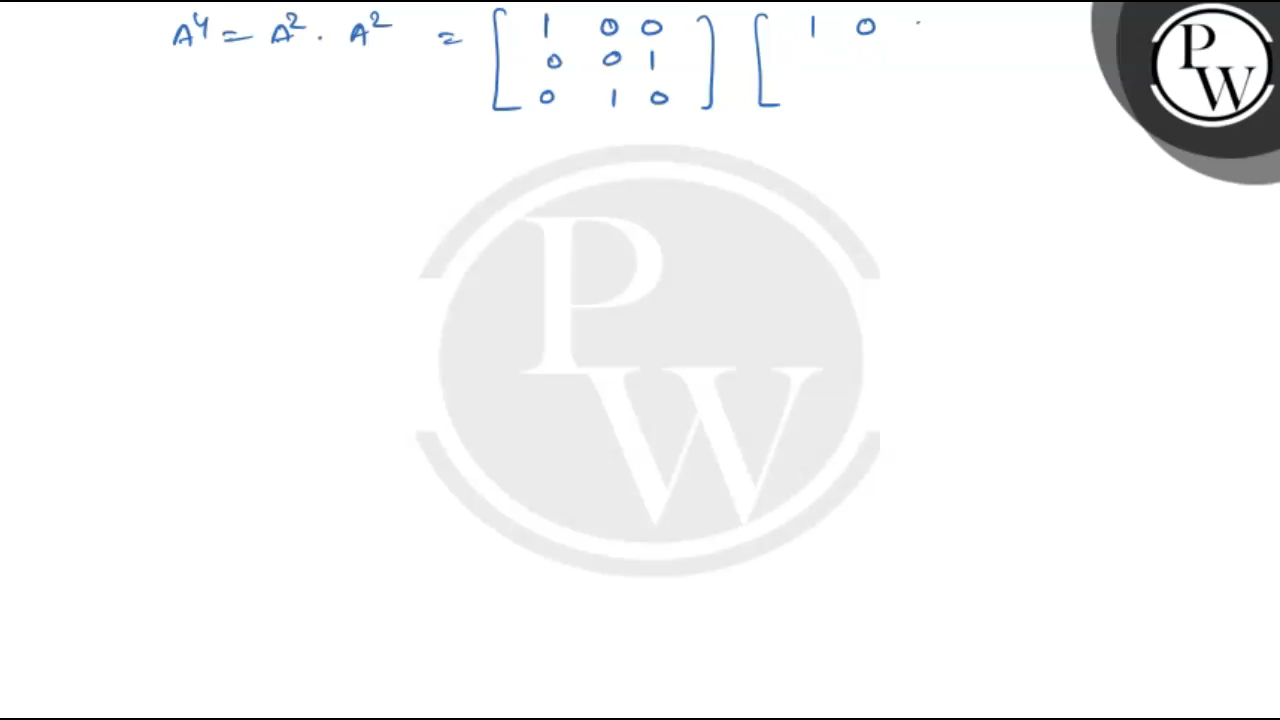 A⁴ = A² · A² = [ 1 0 0 ] [ 1 0
0 0 1
0 1 0
P
W
P
W